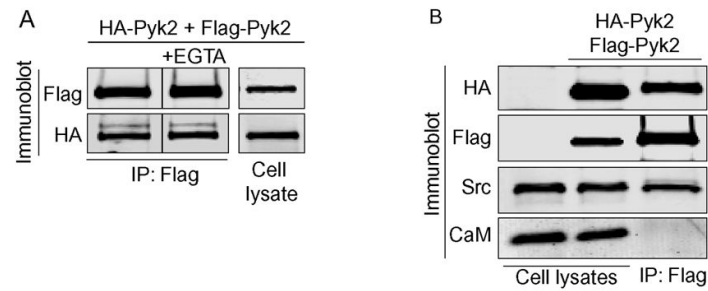 A
HA-Pyk2 + Flag-Pyk2
+EGTA
Immunoblot
Flag
HA
IP: Flag
Cell
lysate
B
HA-Pyk2
Flag-Pyk2
Immunoblot
HA
Flag
Src
CaM
Cell lysates
IP: Flag